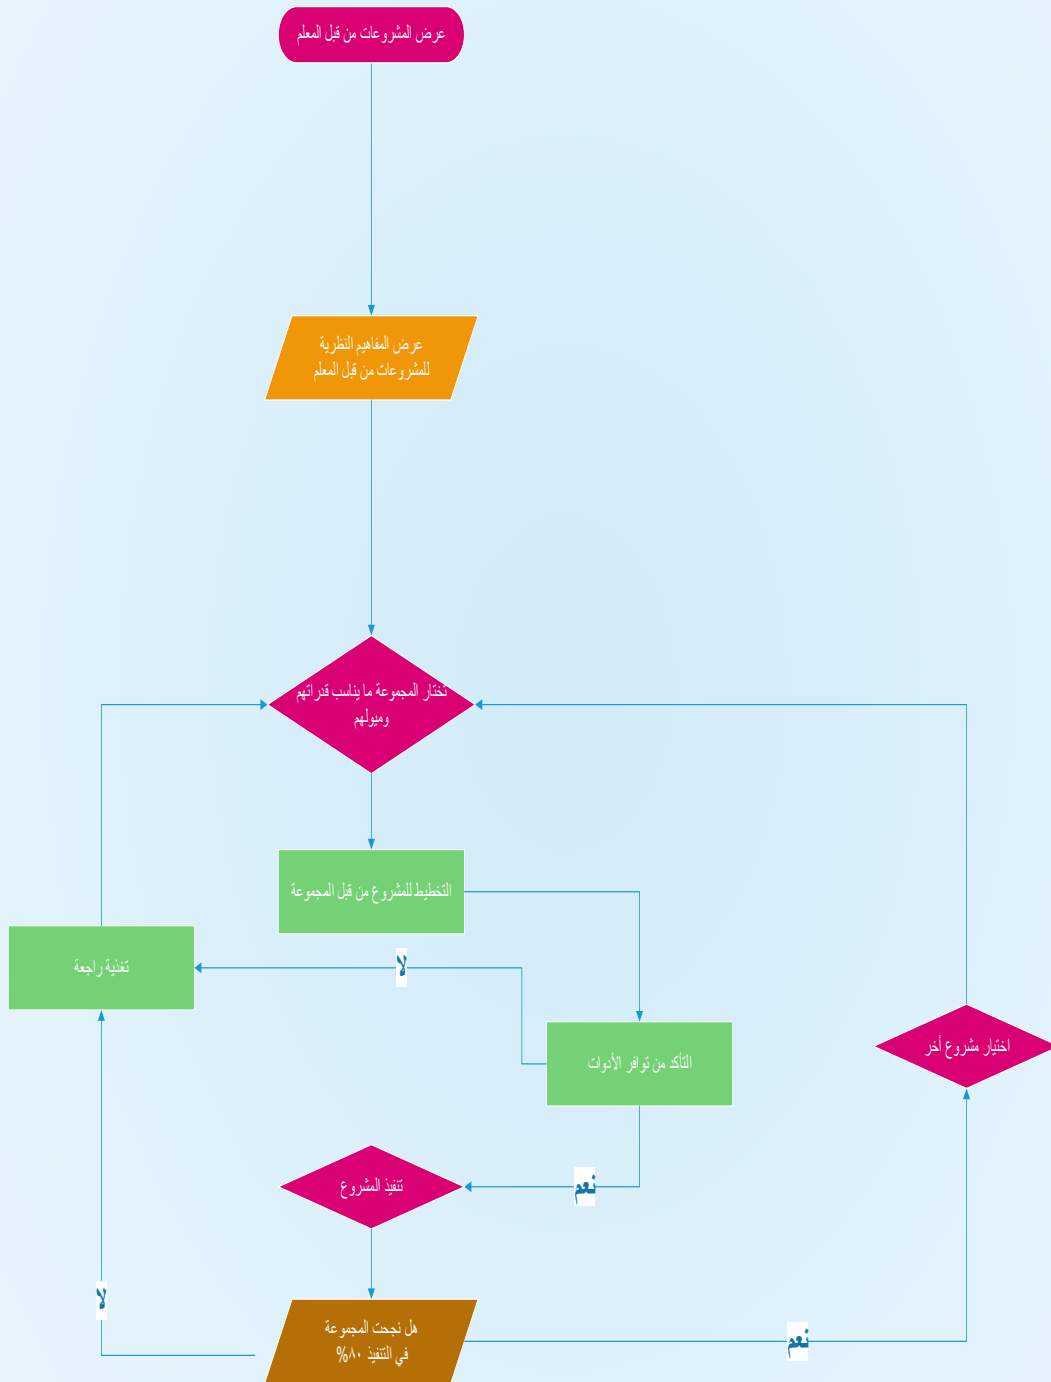 عرض المشروعات من قبل المعلم
عرض المفاهيم النظرية
للمشروعات من قبل المعلم
تختار المجموعة ما يناسب قدراتهم
وميولهم
التخطيط للمشروع من قبل المجموعة
تغذية راجعة
لا
التأكد من توافر الأدوات
اختيار مشروع أخر
تنفيذ المشروع
نعم
لا
هل نجحت المجموعة
في التنفيذ ٨٠%
نعم